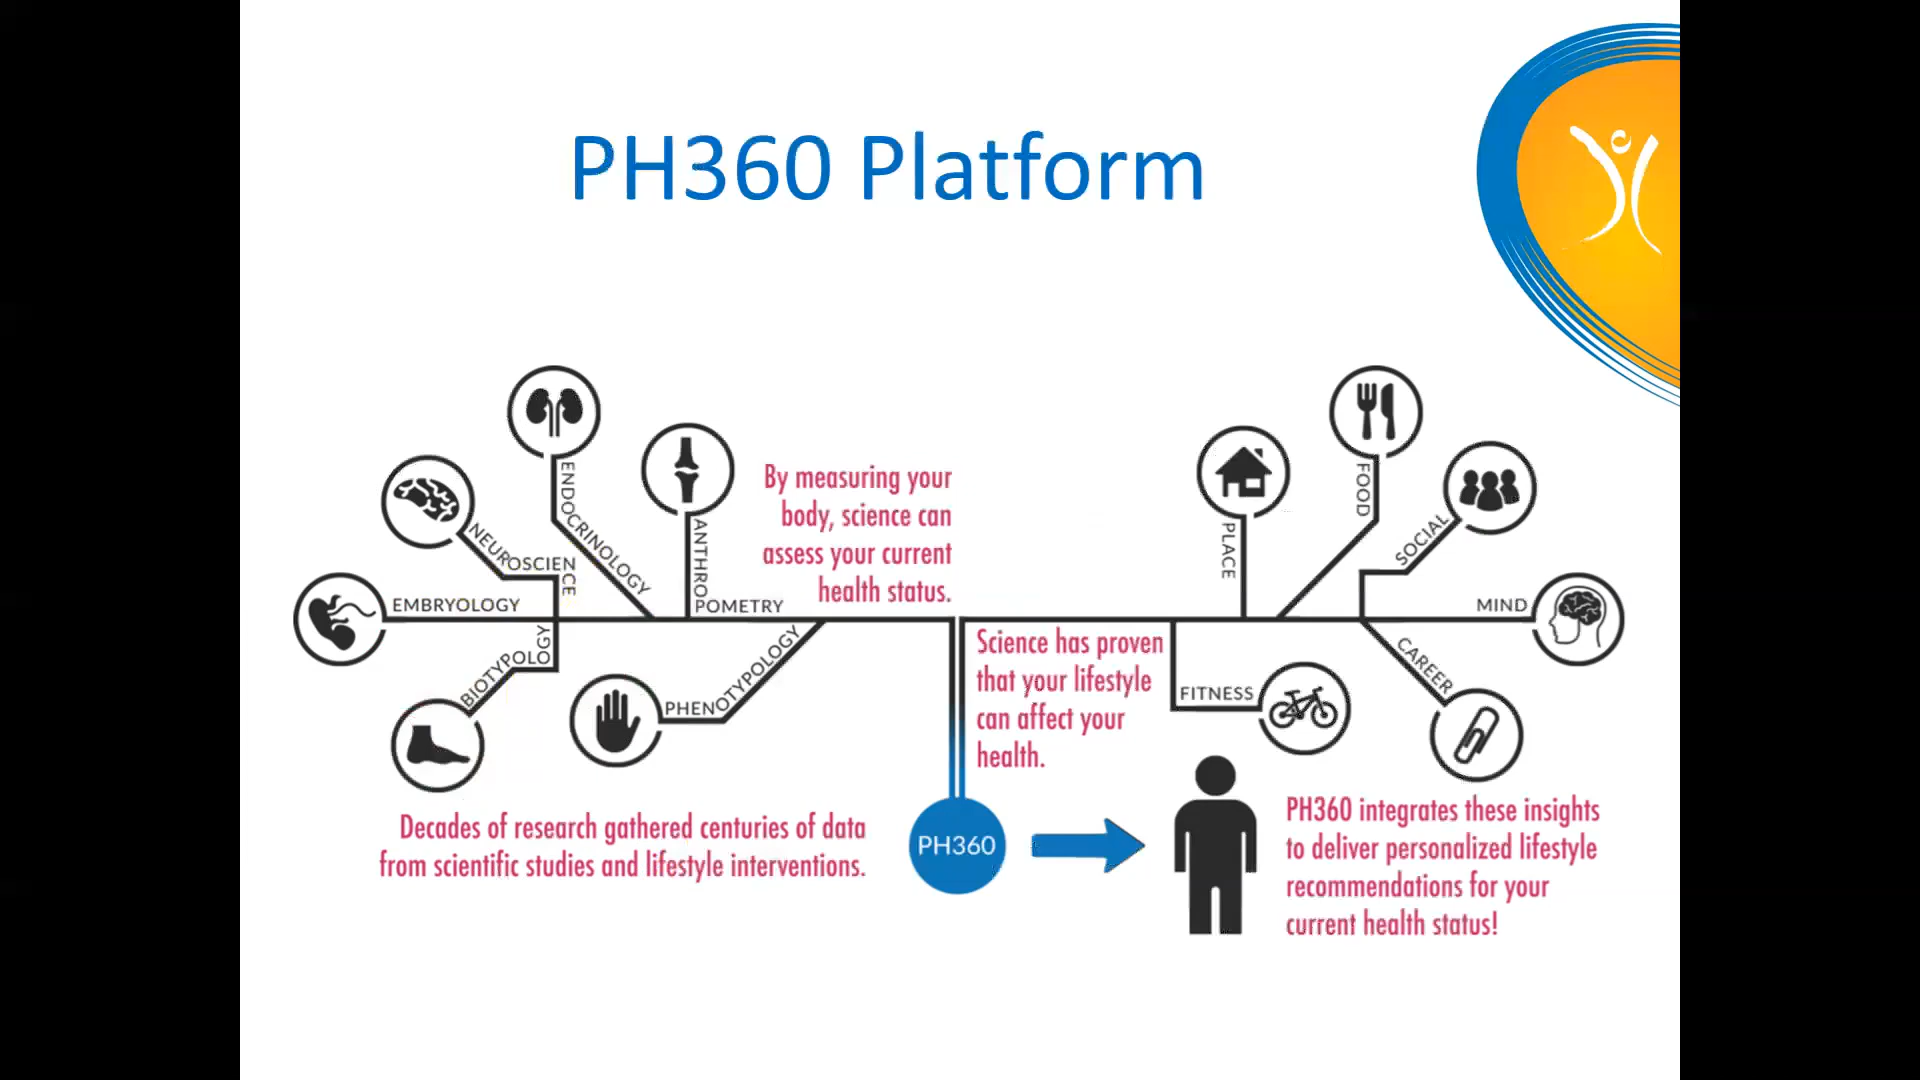 PH360 Platform
ENDOCRINOLOGY
NEUROSCIENCE
ANTHROPOMETRY
EMBRYOLOGY
BIOTYPOLOGY
PHENOTYPOLOGY
By measuring your
body, science can
assess your current
health status.
PLACE
FOOD
SOCIAL
MIND
CAREER
FITNESS
Science has proven
that your lifestyle
can affect your
health.
Decades of research gathered centuries of data
from scientific studies and lifestyle interventions.
PH360
PH360 integrates these insights
to deliver personalized lifestyle
recommendations for your
current health status!